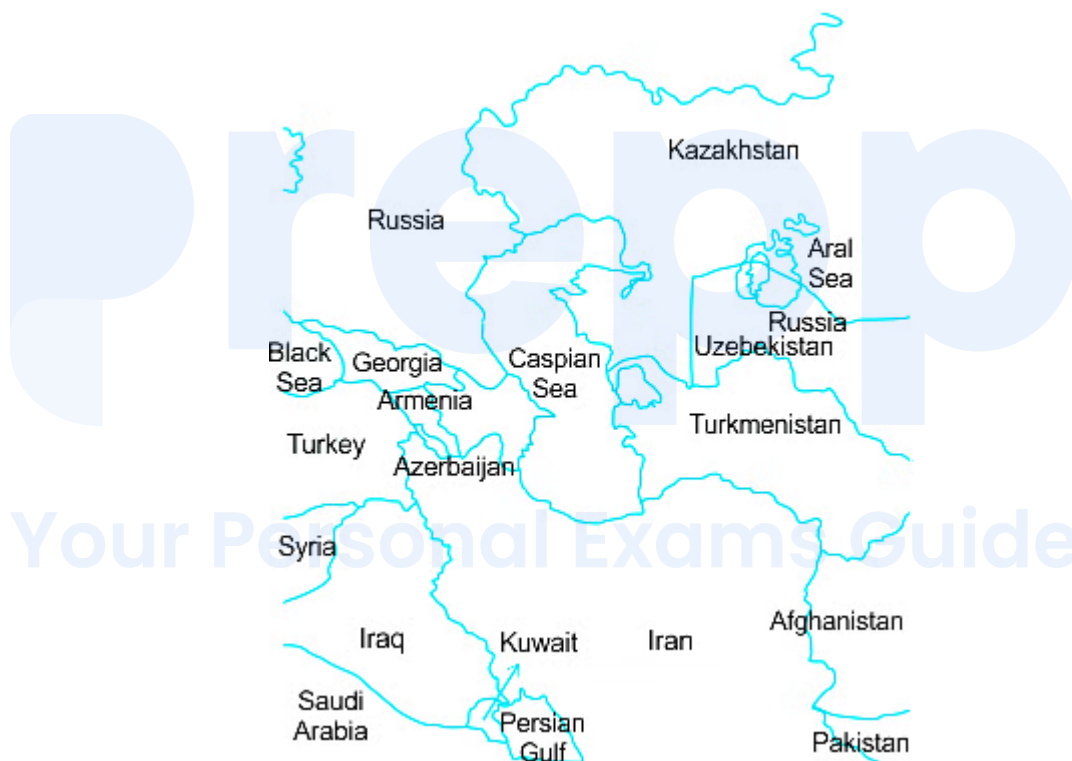 Prepp
Your Personal Exams Guide
Kazakhstan
Russia
Aral
Sea
Russia
Uzebekistan
Black
Sea
Georgia
Caspian
Sea
Armenia
Turkmenistan
Turkey
Azerbaijan
Syria
Afghanistan
Iraq
Kuwait
Iran
Saudi
Arabia
Persian
Gulf
Pakistan